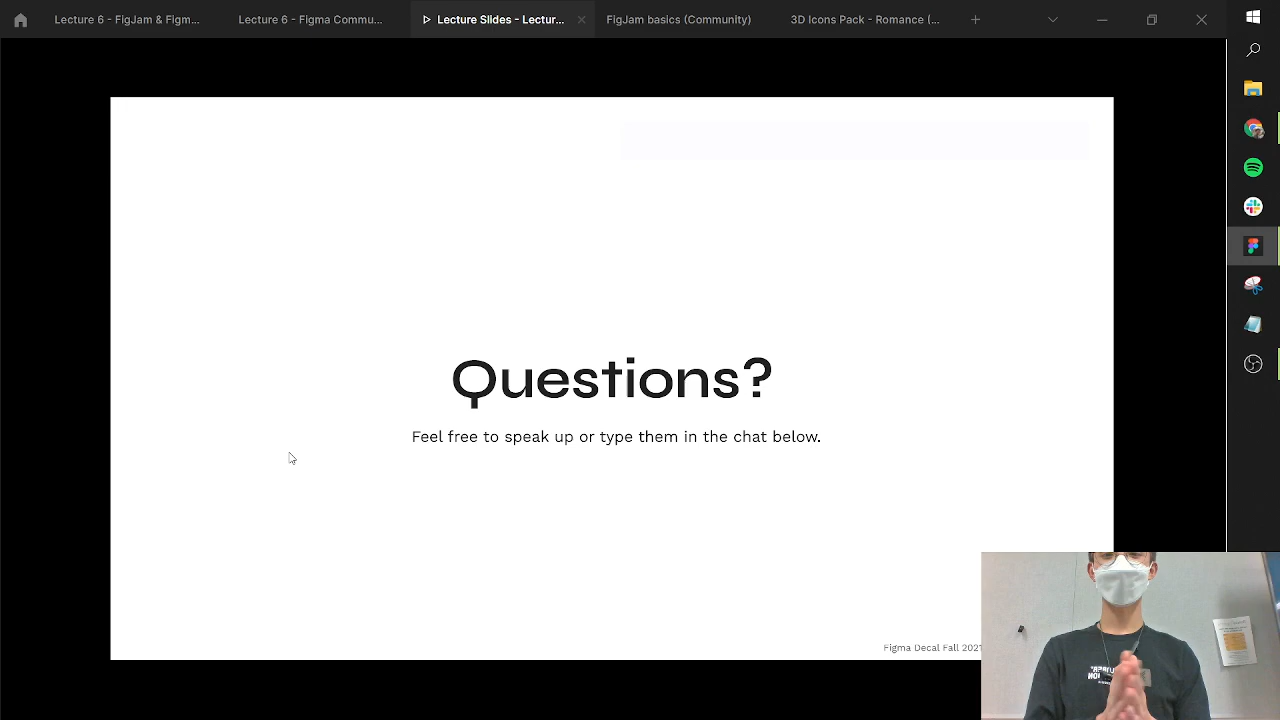 Lecture 6 - FigJam & Figm...
Lecture 6 - Figma Commu...
Lecture Slides - Lectur...
FigJam basics (Community)
3D Icons Pack - Romance (...
Questions?
Feel free to speak up or type them in the chat below.
Figma Decal Fall 2021